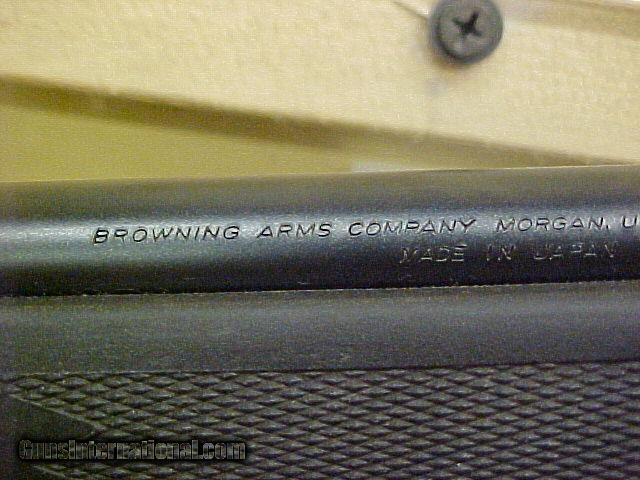 BROWNING ARMS COMPANY MORGAN, U
MADE IN JAPAN
GunsInternational.com